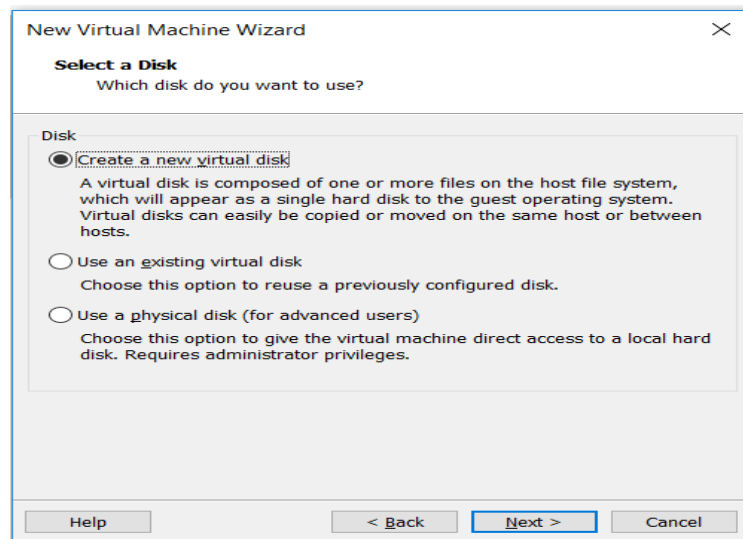 New Virtual Machine Wizard
Select a Disk
Which disk do you want to use?
Disk
Create a new virtual disk
A virtual disk is composed of one or more files on the host file system,
which will appear as a single hard disk to the guest operating system.
Virtual disks can easily be copied or moved on the same host or between
hosts.
Use an existing virtual disk
Choose this option to reuse a previously configured disk.
Use a physical disk (for advanced users)
Choose this option to give the virtual machine direct access to a local hard
disk. Requires administrator privileges.
Help
< Back
Next >
Cancel